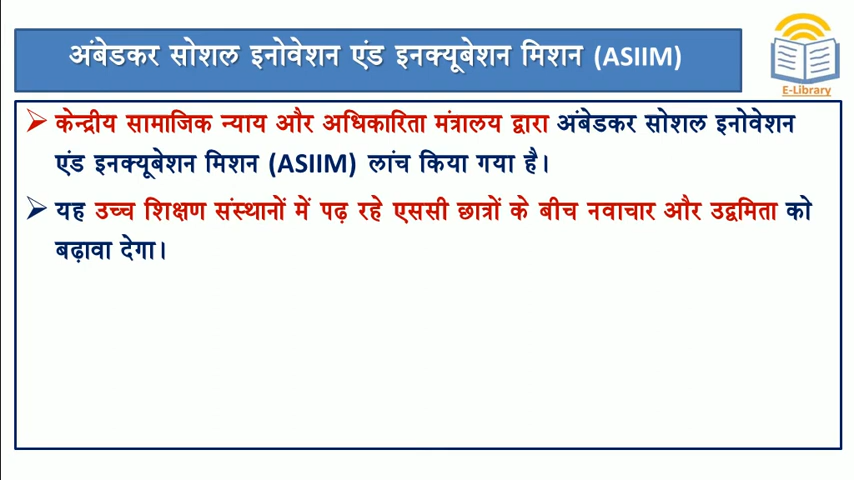 अंबेडकर सोशल इनोवेशन एंड इनक्यूबेशन मिशन (ASIIM)
E-Library
केन्द्रीय सामाजिक न्याय और अधिकारिता मंत्रालय द्वारा अंबेडकर सोशल इनोवेशन
एंड इनक्यूबेशन मिशन (ASIIM) लांच किया गया है।
यह उच्च शिक्षण संस्थानों में पढ़ रहे एससी छात्रों के बीच नवाचार और उद्वमिता को
बढ़ावा देगा।